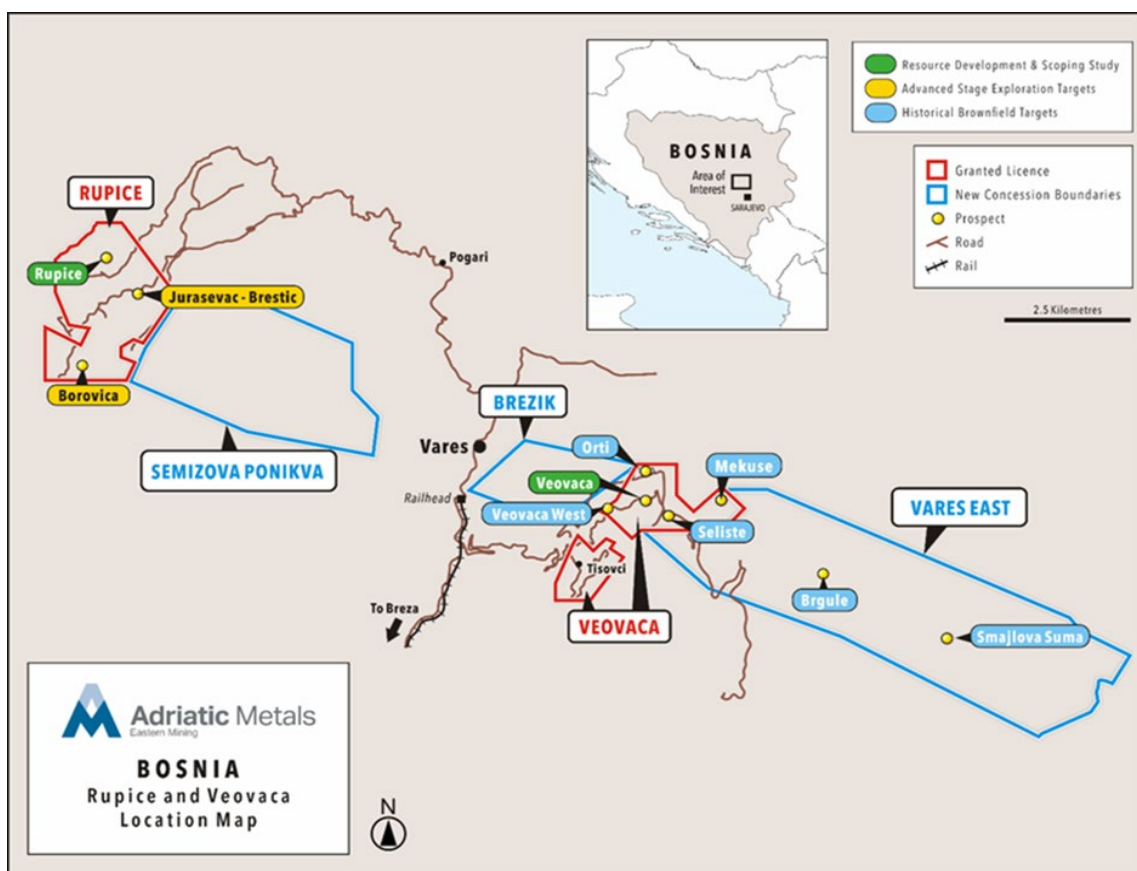 BOSNIA
Area of
Interest
SARAJEVO
Resource Development & Scoping Study
Advanced Stage Exploration Targets
Historical Brownfield Targets
Granted Licence
New Concession Boundaries
Prospect
Road
Rail
2.5 Kilometres
RUPICE
Rupice
Jurasevac - Brestic
Borovica
SEMIZOVA PONIKVA
Pogari
BREZIK
Vares
Railhead
Orti
Veovaca
Veovaca West
Mekuse
Seliste
VARES EAST
Tisovci
VEOVACA
Brgule
Smajlova Suma
To Breza
Adriatic Metals
Eastern Mining
BOSNIA
Rupice and Veovaca
Location Map
N